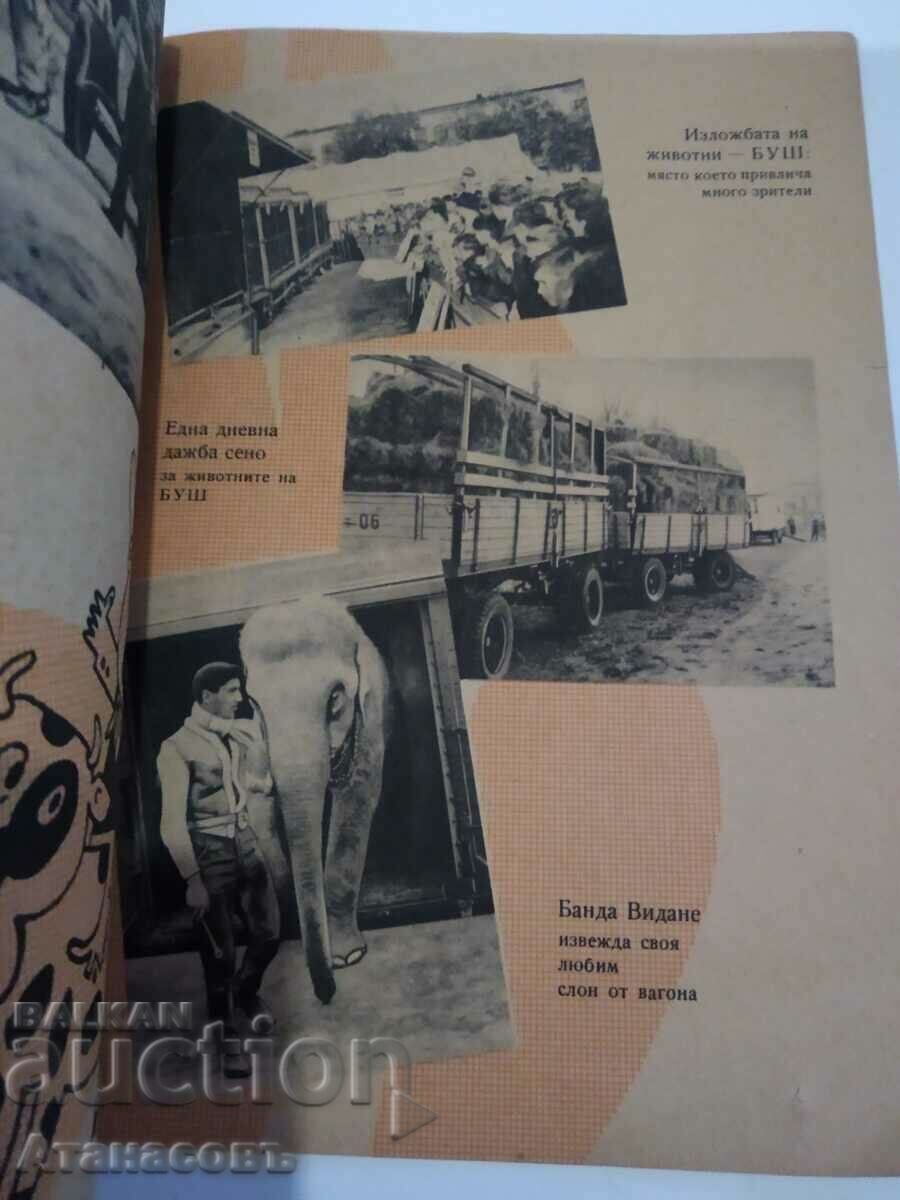 Изложбата на
животни — БУШ:
място което привлича
много зрители
Една дневна
дажба сено
за животните на
БУШ
-06
Банда Видане
извежда своя
любим
слон от вагона
BALKAN
auction
Атанасовъ